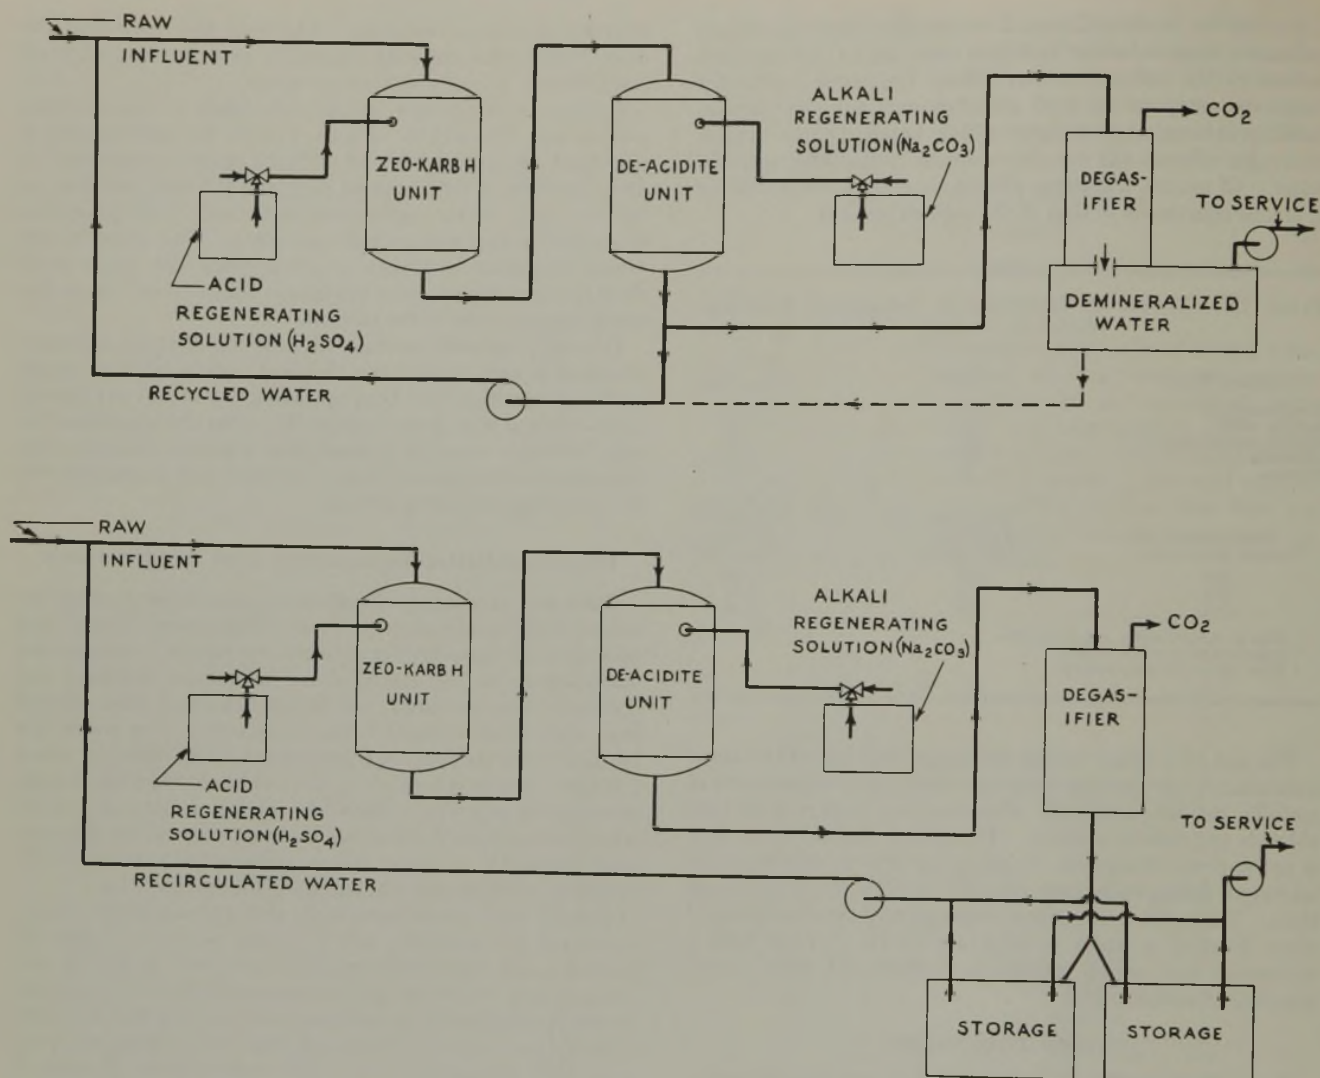 RAW
INFLUENT
ZEO-KARB H
UNIT
ACID
REGENERATING
SOLUTION (H₂SO₄)
DE-ACIDITE
UNIT
ALKALI
REGENERATING
SOLUTION (Na₂CO₃)
CO₂
DEGAS-
IFIER
TO SERVICE
DEMINERALIZED
WATER
RECYCLED WATER
RAW
INFLUENT
ZEO-KARB H
UNIT
ACID
REGENERATING
SOLUTION (H₂SO₄)
DE-ACIDITE
UNIT
ALKALI
REGENERATING
SOLUTION (Na₂CO₃)
CO₂
DEGAS-
IFIER
TO SERVICE
RECIRCULATED WATER
STORAGE
STORAGE